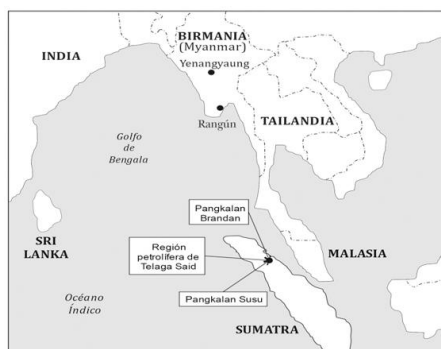 BIRMANIA
(Myanmar)
Yenangyaung
INDIA
Rangún
TAILANDIA
Golfo
de
Bengala
Pangkalan
Brandan
SRI
LANKA
Región
petrolífera de
Telaga Said
MALASIA
Pangkalan Susu
Océano
Índico
SUMATRA